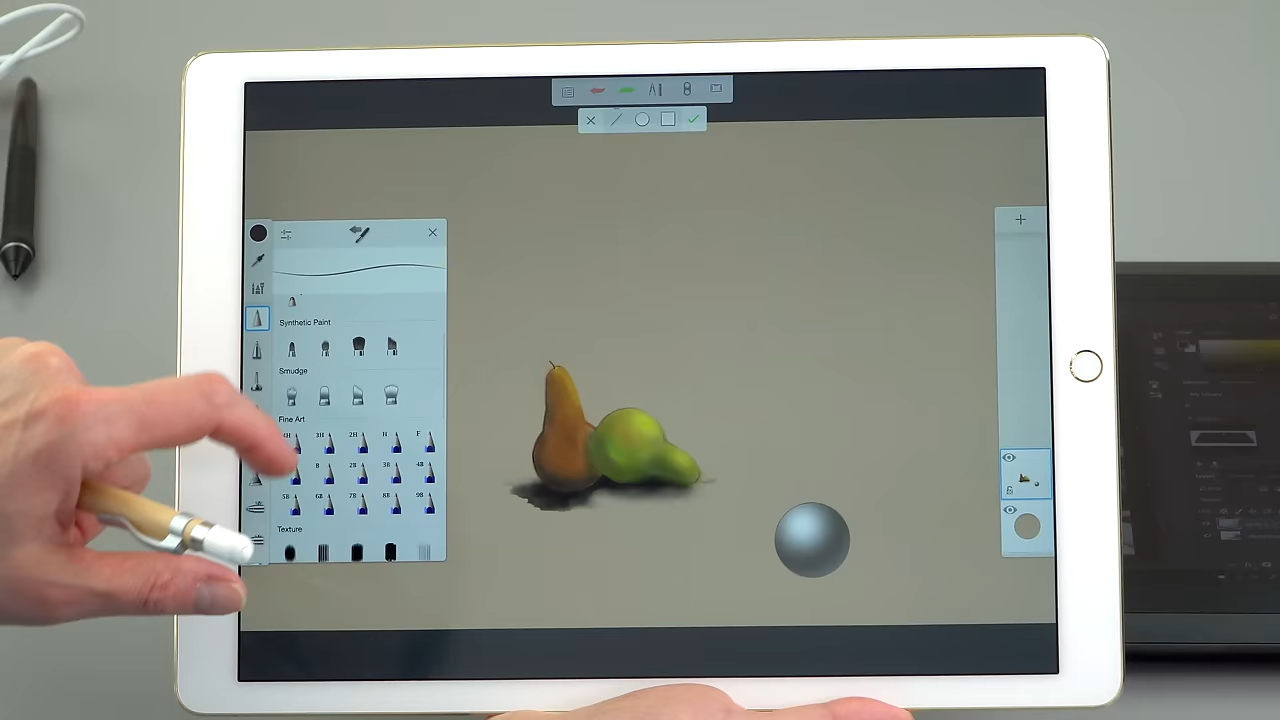 Synthetic Paint
Smudge
Fine Art
3H 2H H F
B 2B 3B 4B
5B 6B 7B 8B 9B
Texture